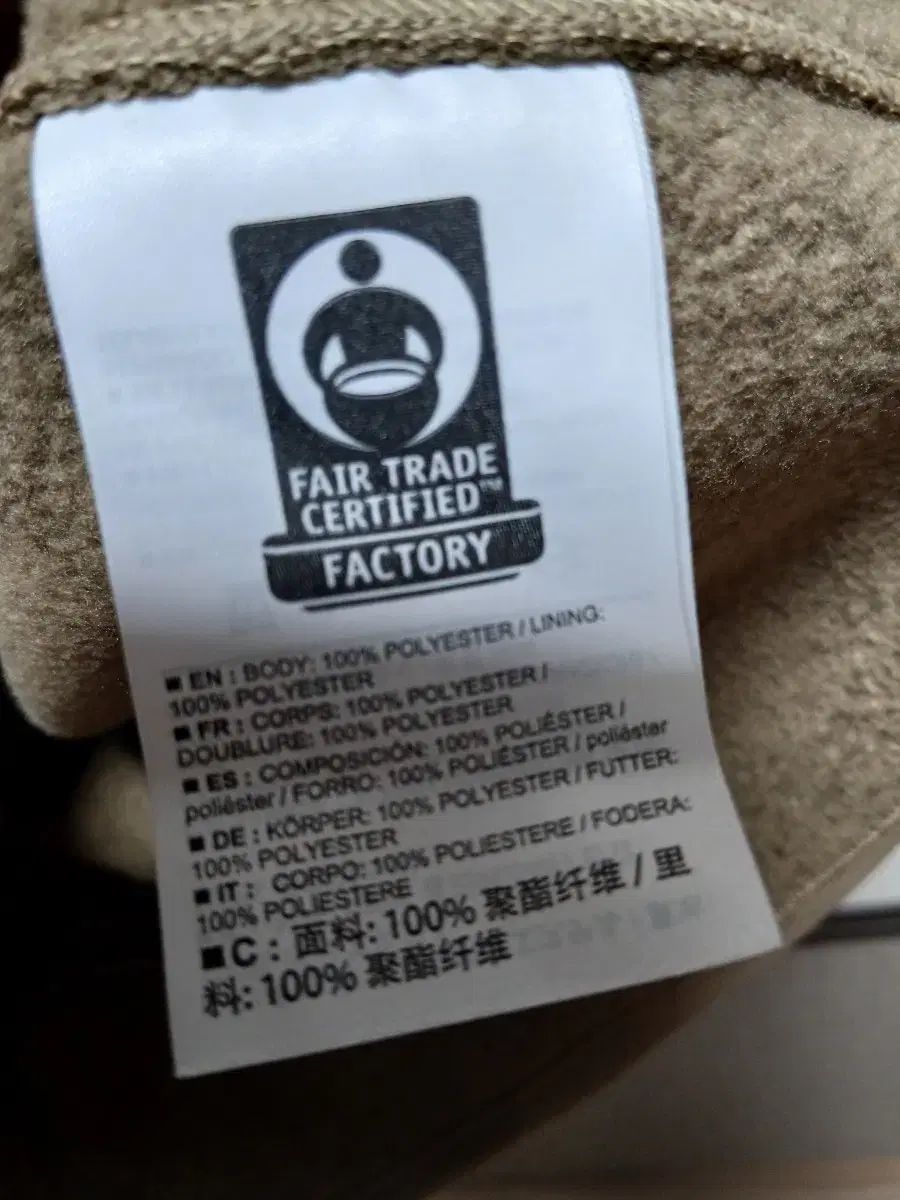 FAIR TRADE
CERTIFIED™
FACTORY
■ EN : BODY: 100% POLYESTER / LINING:
100% POLYESTER
■ FR : CORPS: 100% POLYESTER /
DOUBLURE: 100% POLYESTER
■ ES : COMPOSICIÓN: 100% POLIÉSTER /
poliéster / FORRO: 100% POLIÉSTER / poliéster
■ DE : KÖRPER: 100% POLYESTER / FUTTER:
100% POLYESTER
■ IT : CORPO: 100% POLIESTERE / FODERA:
100% POLIESTERE
■ C : 面料: 100% 聚酯纤维 / 里
料: 100% 聚酯纤维